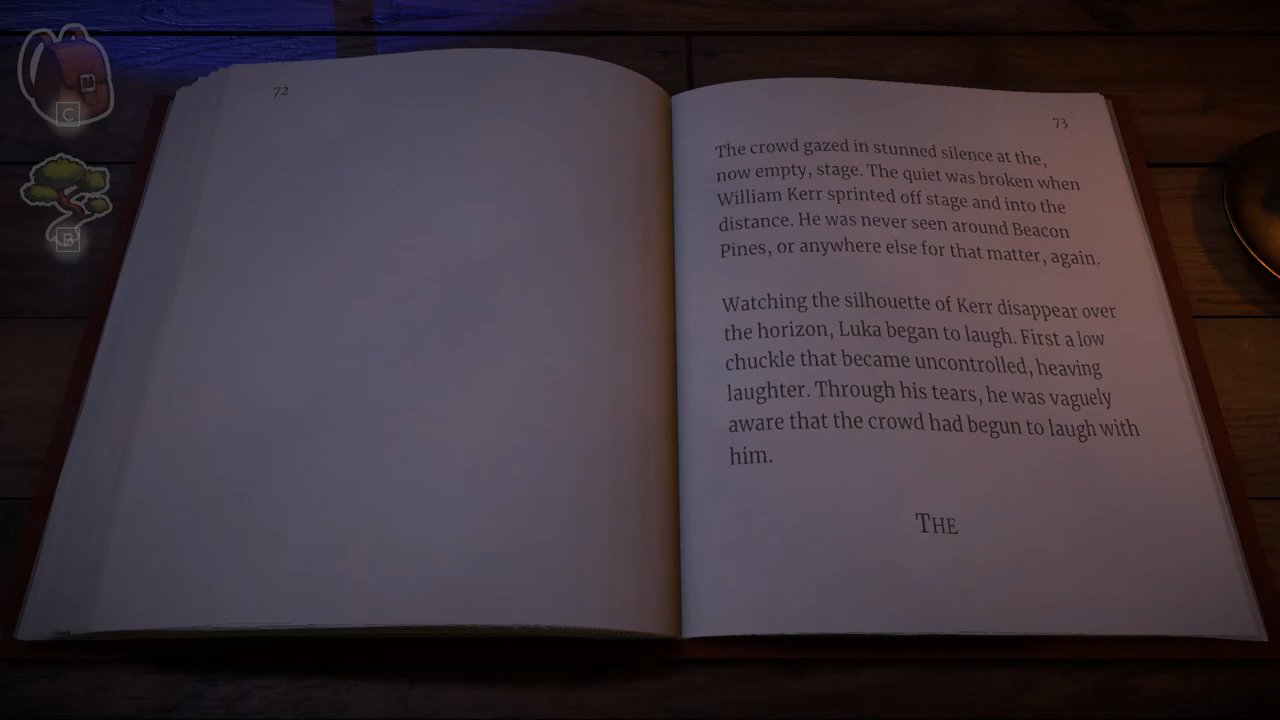 C
B
72
73
The crowd gazed in stunned silence at the,
now empty, stage. The quiet was broken when
William Kerr sprinted off stage and into the
distance. He was never seen around Beacon
Pines, or anywhere else for that matter, again.
Watching the silhouette of Kerr disappear over
the horizon, Luka began to laugh. First a low
chuckle that became uncontrolled, heaving
laughter. Through his tears, he was vaguely
aware that the crowd had begun to laugh with
him.
THE